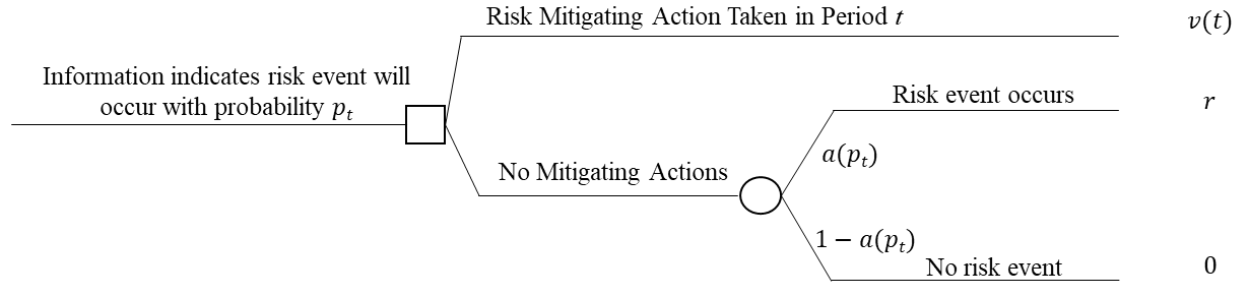 Risk Mitigating Action Taken in Period t
v(t)
Information indicates risk event will
occur with probability p_t
Risk event occurs
r
a(p_t)
No Mitigating Actions
1 − a(p_t)
No risk event
0